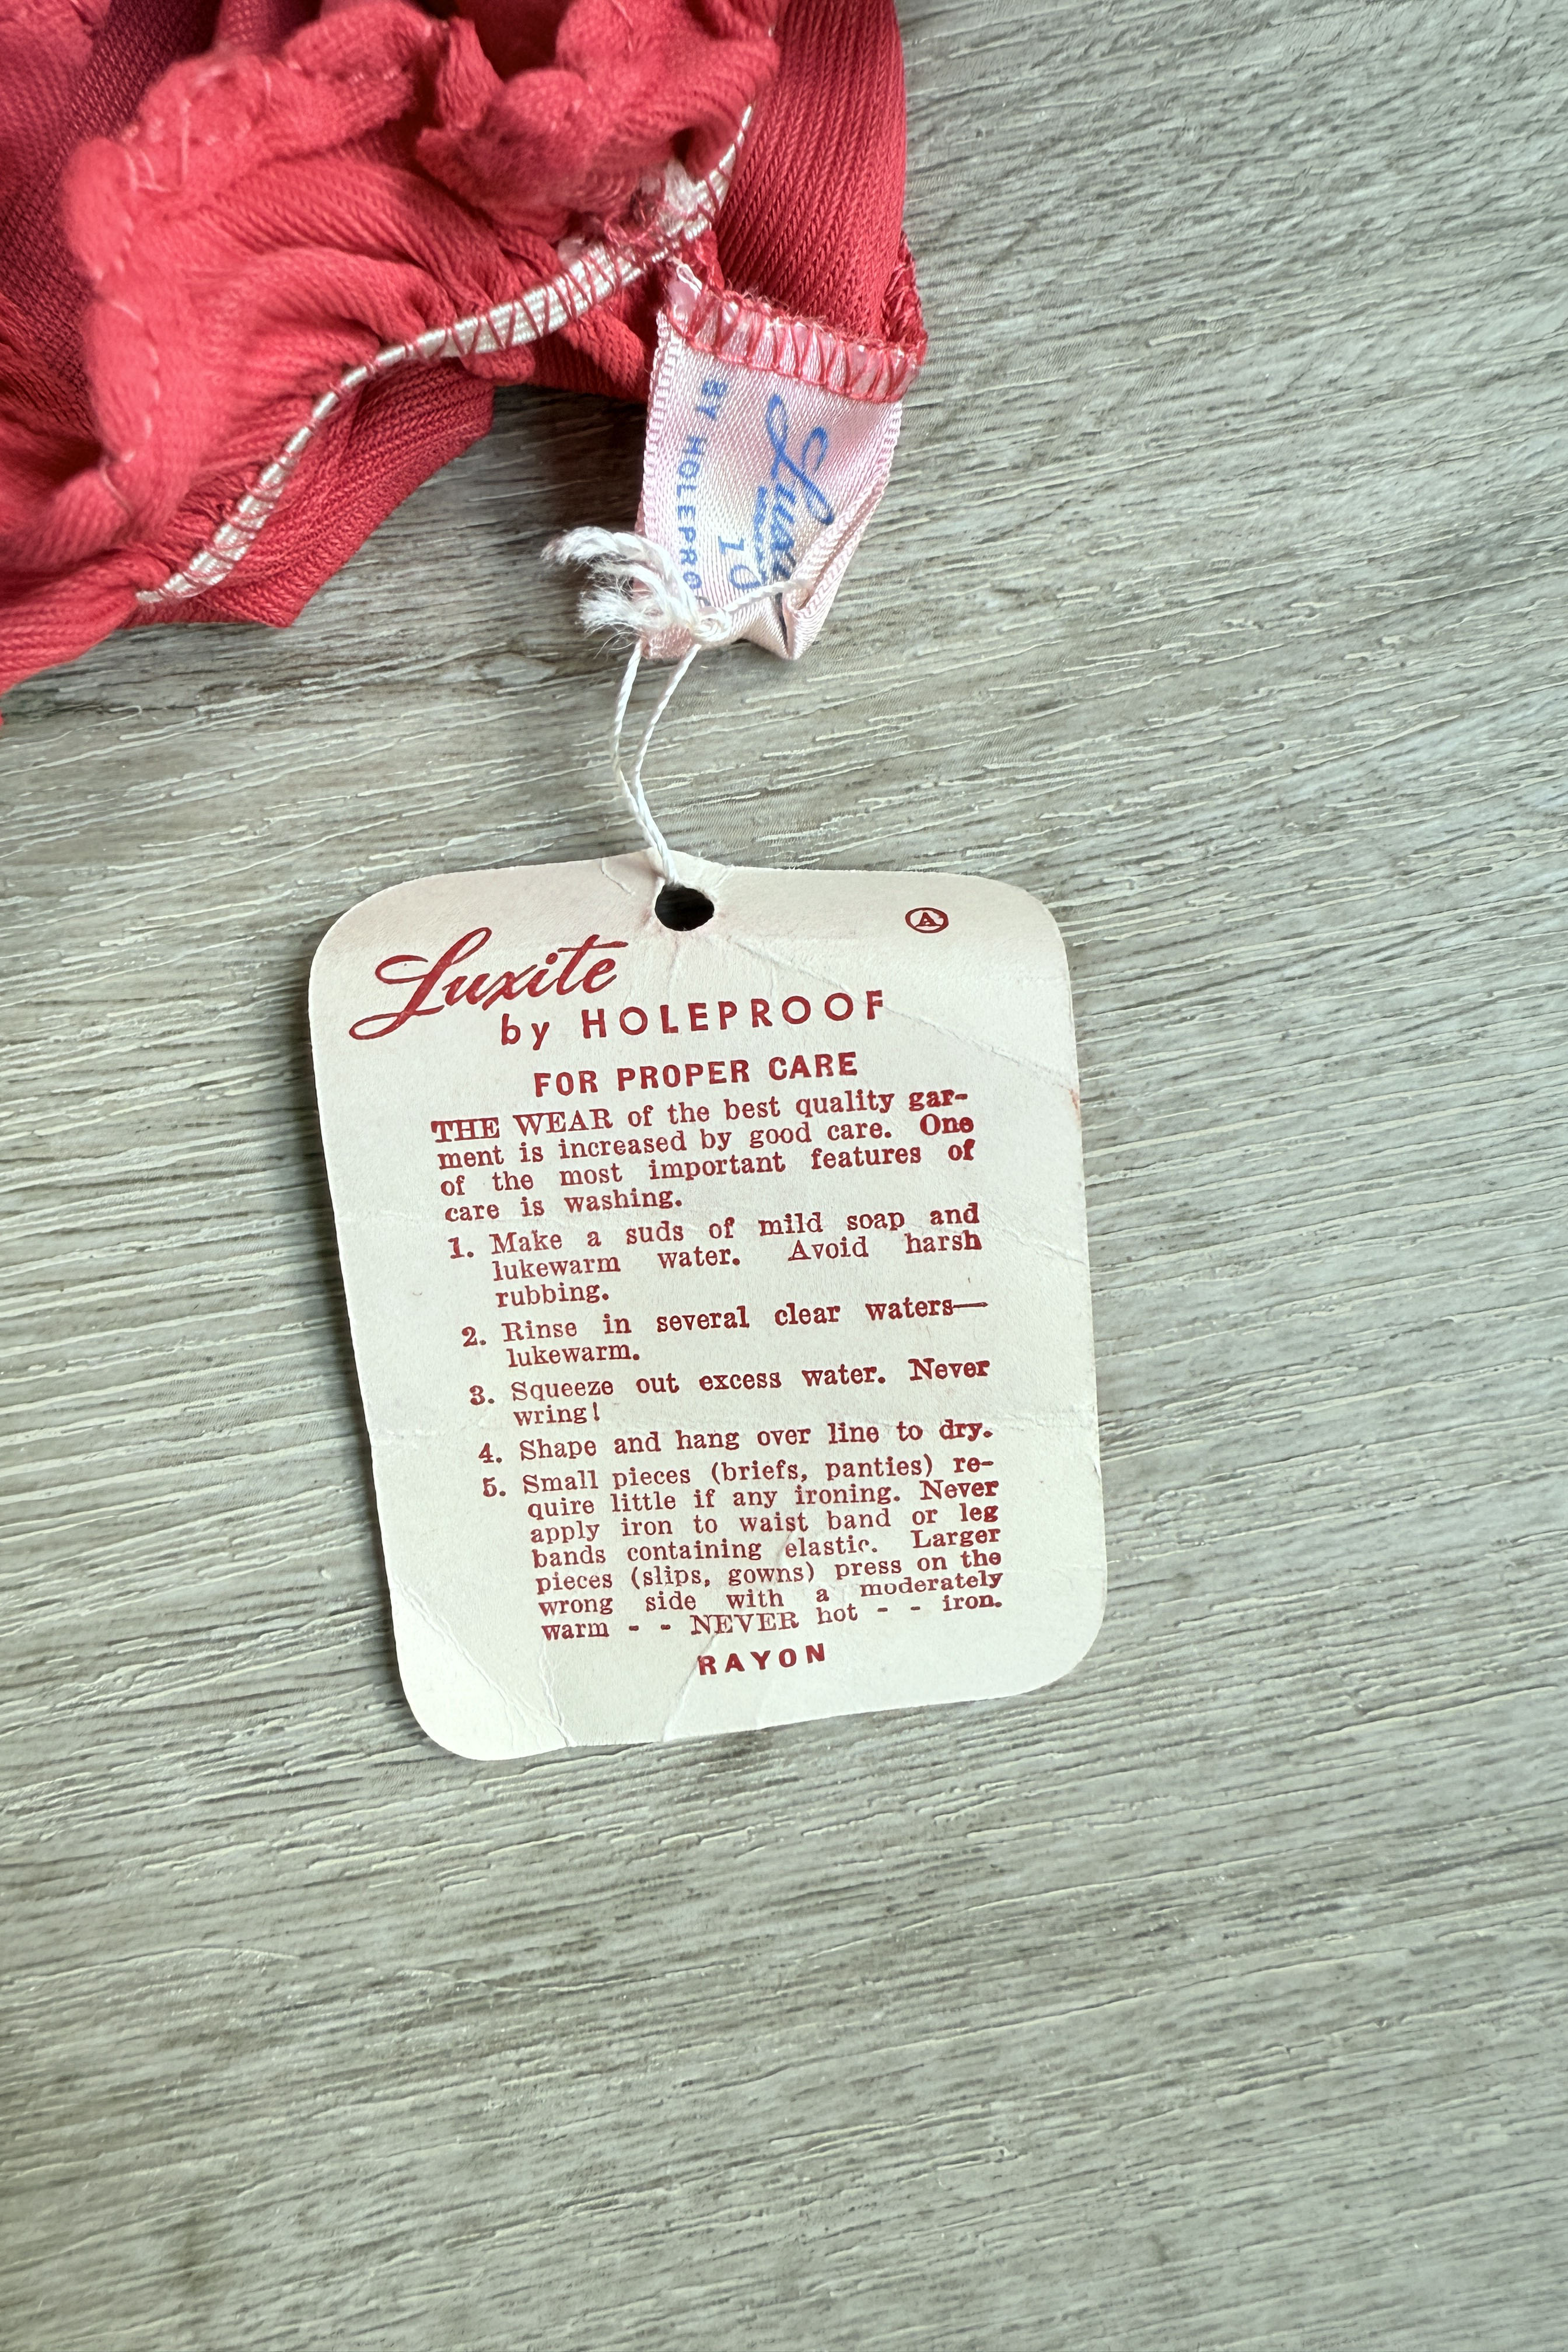 Luxite
BY HOLEPRO
10
Ⓐ
Luxite
by HOLEPROOF
FOR PROPER CARE
THE WEAR of the best quality gar-
ment is increased by good care. One
of the most important features of
care is washing.
1. Make a suds of mild soap and
lukewarm water. Avoid harsh
rubbing.
2. Rinse in several clear waters—
lukewarm.
3. Squeeze out excess water. Never
wring!
4. Shape and hang over line to dry.
5. Small pieces (briefs, panties) re-
quire little if any ironing. Never
apply iron to waist band or leg
bands containing elastic. Larger
pieces (slips, gowns) press on the
wrong side with a moderately
warm - - NEVER hot - - iron.
RAYON